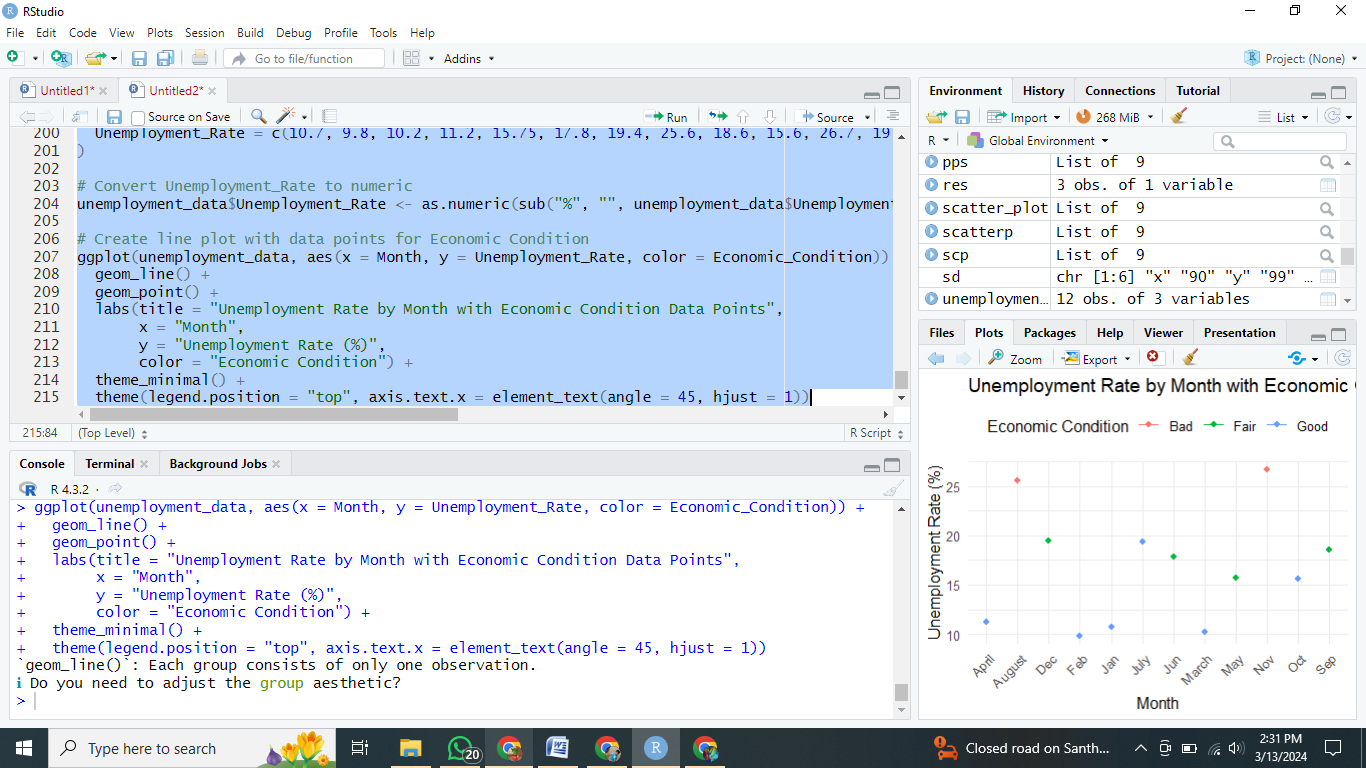 RStudio
File Edit Code View Plots Session Build Debug Profile Tools Help
Go to file/function
Addins
Project: (None)
Untitled1*
Untitled2*
Source on Save
Run
Source
200 Unemployment_Rate = c(10.7, 9.8, 10.2, 11.2, 15.75, 17.8, 19.4, 25.6, 18.6, 15.6, 26.7, 19
201 )
202
203 # Convert Unemployment_Rate to numeric
204 unemployment_data$Unemployment_Rate <- as.numeric(sub("%", "", unemployment_data$Unemploymen
205
206 # Create line plot with data points for Economic Condition
207 ggplot(unemployment_data, aes(x = Month, y = Unemployment_Rate, color = Economic_Condition))
208 geom_line() +
209 geom_point() +
210 labs(title = "Unemployment Rate by Month with Economic Condition Data Points",
211 x = "Month",
212 y = "Unemployment Rate (%)",
213 color = "Economic Condition") +
214 theme_minimal() +
215 theme(legend.position = "top", axis.text.x = element_text(angle = 45, hjust = 1))
215:84 (Top Level) R Script
Console Terminal Background Jobs
R 4.3.2 ·
> ggplot(unemployment_data, aes(x = Month, y = Unemployment_Rate, color = Economic_Condition)) +
+ geom_line() +
+ geom_point() +
+ labs(title = "Unemployment Rate by Month with Economic Condition Data Points",
+ x = "Month",
+ y = "Unemployment Rate (%)",
+ color = "Economic Condition") +
+ theme_minimal() +
+ theme(legend.position = "top", axis.text.x = element_text(angle = 45, hjust = 1))
`geom_line()`: Each group consists of only one observation.
ℹ Do you need to adjust the group aesthetic?
>
Environment History Connections Tutorial
Import 268 MiB List
R Global Environment
pps List of 9
res 3 obs. of 1 variable
scatter_plot List of 9
scatterp List of 9
scp List of 9
sd chr [1:6] "x" "90" "y" "99" ...
unemploymen... 12 obs. of 3 variables
Files Plots Packages Help Viewer Presentation
Zoom Export
Unemployment Rate by Month with Economic
Economic Condition Bad Fair Good
Unemployment Rate (%)
25
20
15
10
April August Dec Feb Jan July Jun March May Nov Oct Sep
Month
Type here to search
20
Closed road on Santh...
2:31 PM
3/13/2024